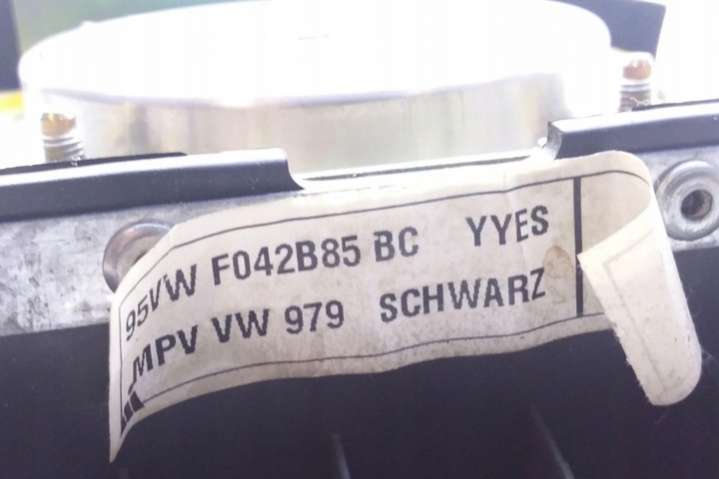 95VW F042B85 BC YYES
MPV VW 979 SCHWARZ